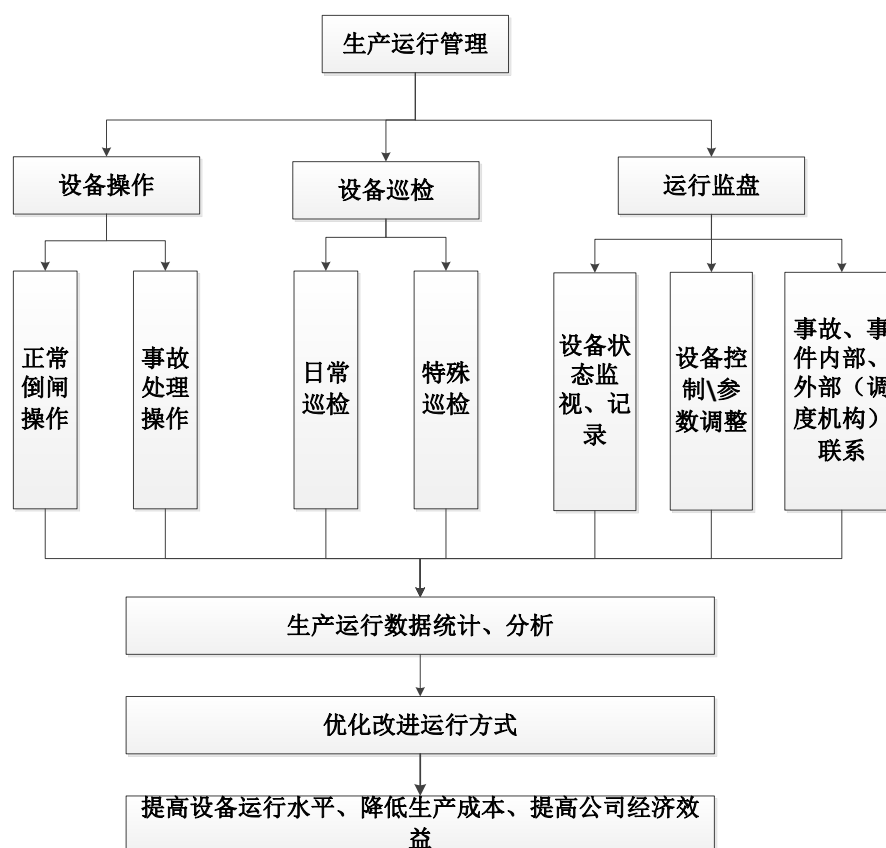 生产运行管理
设备操作
设备巡检
运行监盘
正常
倒闸
操作
事故
处理
操作
日常
巡检
特殊
巡检
设备状
态监
视、记
录
设备控
制\参
数调整
事故、事
件内部、
外部（调
度机构）
联系
生产运行数据统计、分析
优化改进运行方式
提高设备运行水平、降低生产成本、提高公司经济效
益